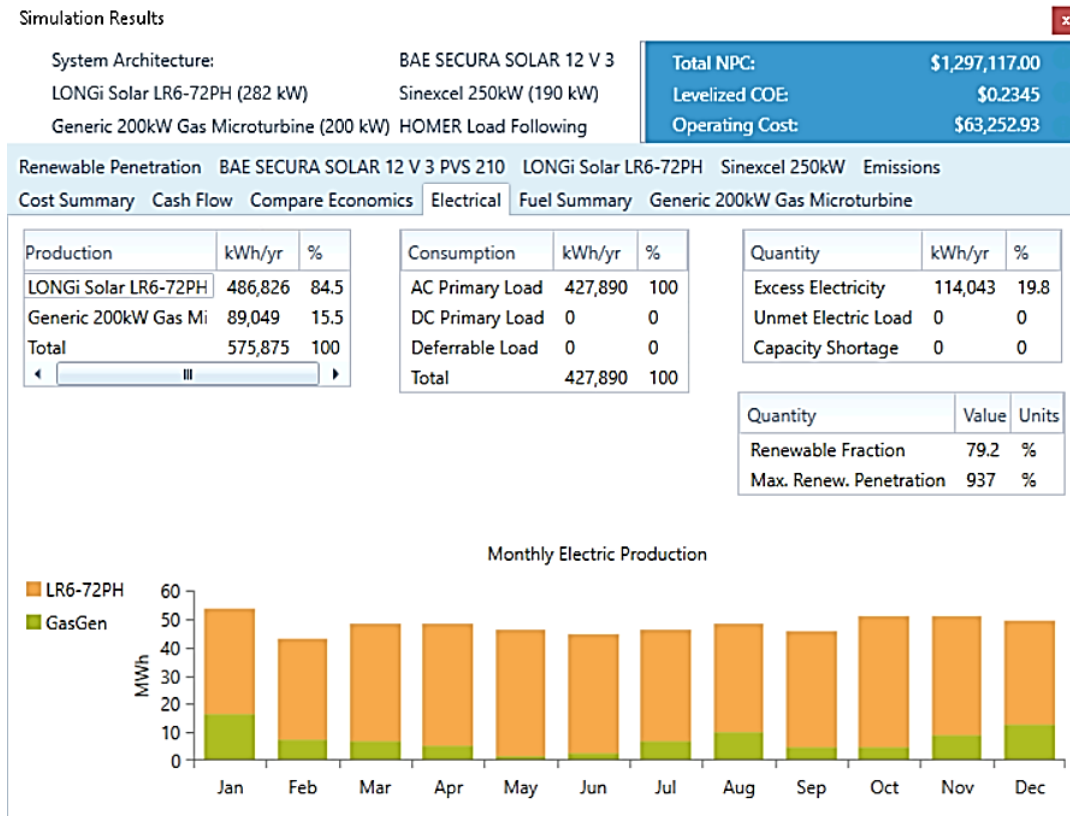 Simulation Results
x
System Architecture:
BAE SECURA SOLAR 12 V 3
LONGi Solar LR6-72PH (282 kW)
Sinexcel 250kW (190 kW)
Generic 200kW Gas Microturbine (200 kW)
HOMER Load Following
Total NPC: $1,297,117.00
Levelized COE: $0.2345
Operating Cost: $63,252.93
Renewable Penetration BAE SECURA SOLAR 12 V 3 PVS 210 LONGi Solar LR6-72PH Sinexcel 250kW Emissions
Cost Summary Cash Flow Compare Economics Electrical Fuel Summary Generic 200kW Gas Microturbine
Production kWh/yr %
LONGi Solar LR6-72PH 486,826 84.5
Generic 200kW Gas Mi 89,049 15.5
Total 575,875 100
Consumption kWh/yr %
AC Primary Load 427,890 100
DC Primary Load 0 0
Deferrable Load 0 0
Total 427,890 100
Quantity kWh/yr %
Excess Electricity 114,043 19.8
Unmet Electric Load 0 0
Capacity Shortage 0 0
Quantity Value Units
Renewable Fraction 79.2 %
Max. Renew. Penetration 937 %
Monthly Electric Production
LR6-72PH
GasGen
MWh
60
50
40
30
20
10
0
Jan Feb Mar Apr May Jun Jul Aug Sep Oct Nov Dec